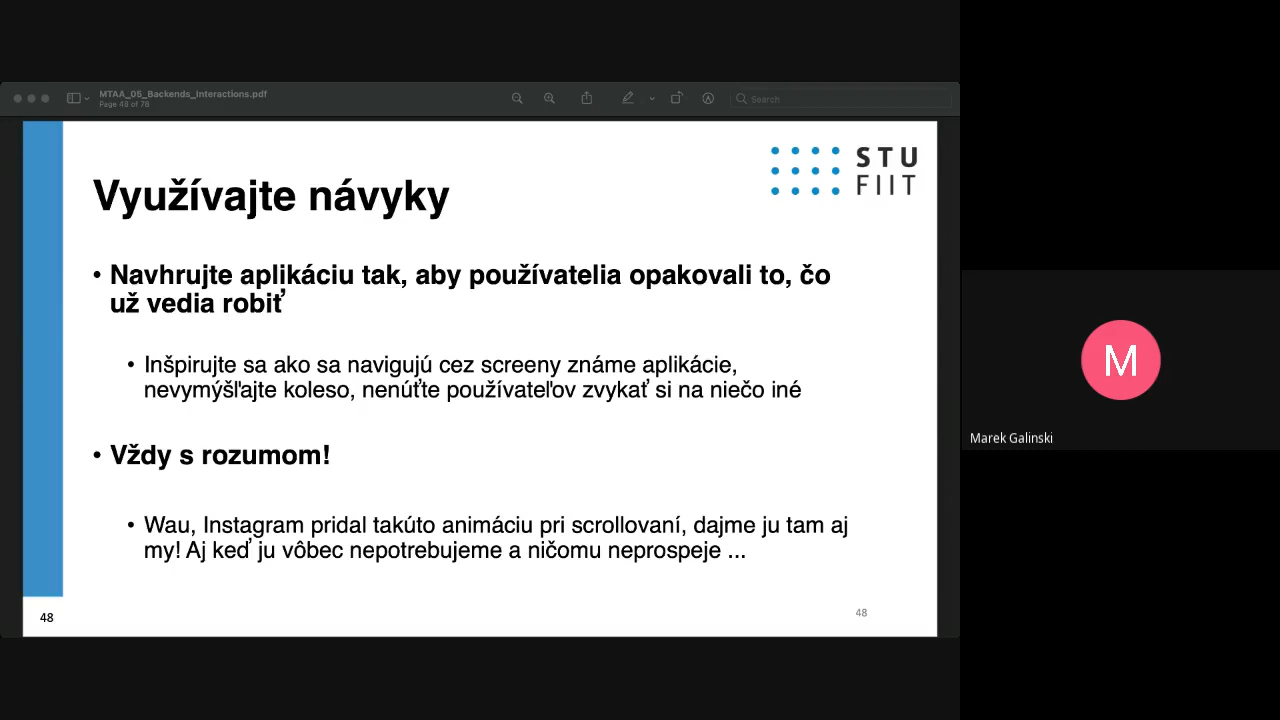 MTAA_05_Backends_Interactions.pdf
Page 48 of 76
Search
STU
FIIT
Využívajte návyky
• Navhrujte aplikáciu tak, aby používatelia opakovali to, čo
už vedia robiť
• Inšpirujte sa ako sa navigujú cez screeny známe aplikácie,
nevymýšľajte koleso, nenúťte používateľov zvykať si na niečo iné
• Vždy s rozumom!
• Wau, Instagram pridal takúto animáciu pri scrollovaní, dajme ju tam aj
my! Aj keď ju vôbec nepotrebujeme a ničomu neprospeje ...
48
48
M
Marek Galinski